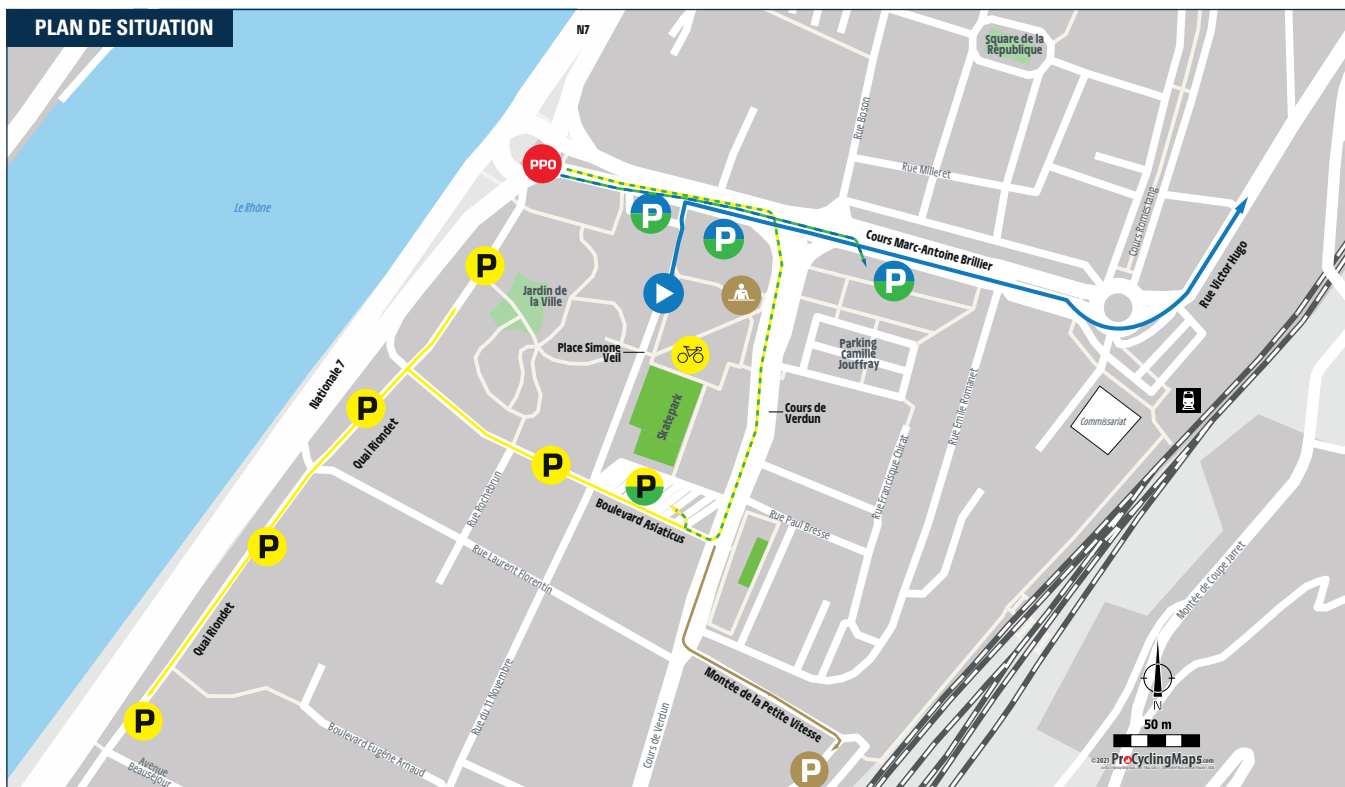 PLAN DE SITUATION
N7
Square de la
République
Rue Boson
PPO
Rue Milleret
Cours Romestang
Le Rhône
P
P
Cours Marc-Antoine Brillier
P
Rue Victor Hugo
P
Jardin de
la Ville
Place Simone
Veil
Parking
Camille
Jouffray
Nationale 7
P
Quai Riondet
Skatepark
Cours de
Verdun
Rue Emile Romanet
Commissariat
Rue Francisque Chirat
P
P
Rue Rochebrun
Boulevard Asiaticus
Rue Paul Bresse
P
Rue Laurent Florentin
Montée de Coupe Jarret
Quai Riondet
Rue du 11 Novembre
Montée de la Petite Vitesse
Cours de Verdun
P
Boulevard Eugène Arnaud
Avenue
Beauséjour
P
N
50 m
©2021 ProCyclingMaps.com